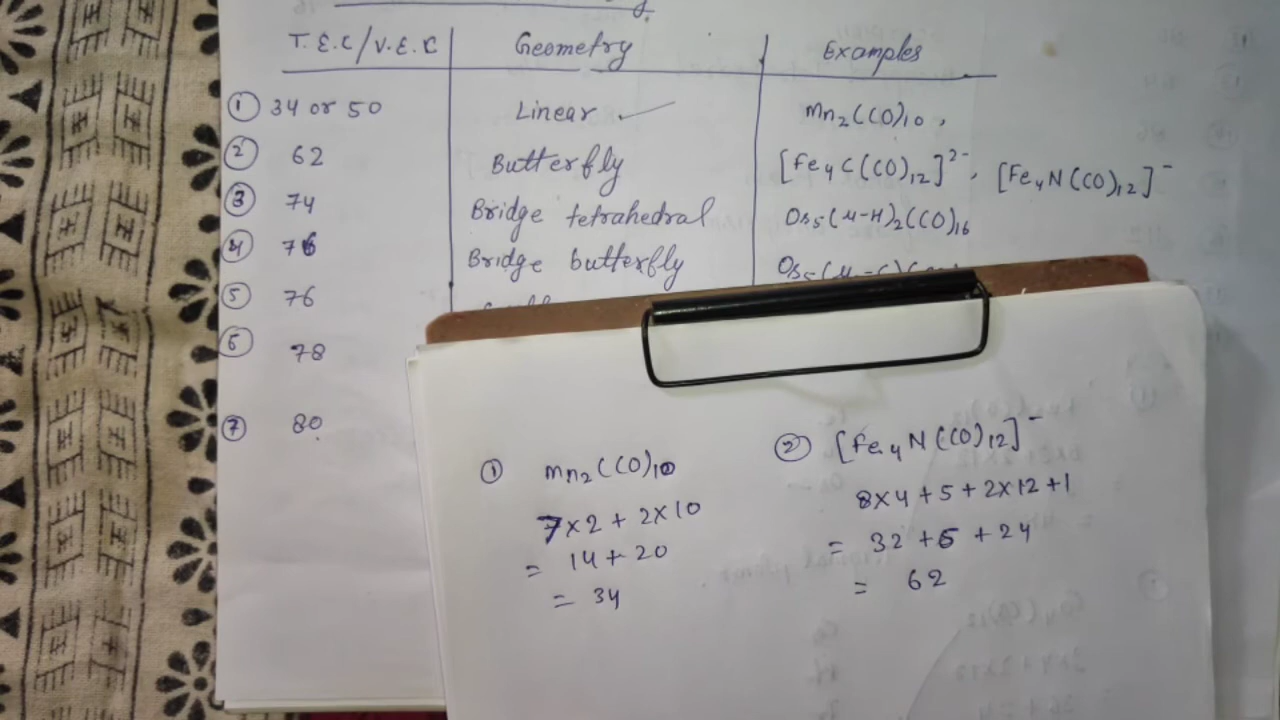 T.E.C/V.E.C Geometry Examples
① 34 or 50 Linear ✓ Mn₂(CO)₁₀,
② 62 Butterfly [Fe₄C(CO)₁₂]²⁻, [Fe₄N(CO)₁₂]⁻
③ 74 Bridge tetrahedral Os₅(μ-H)₂(CO)₁₆
④ 76 Bridge butterfly
⑤ 76
⑥ 78
⑦ 80
① Mn₂(CO)₁₀
7×2 + 2×10
= 14 + 20
= 34
② [Fe₄N(CO)₁₂]⁻
8×4+5+2×12+1
= 32 +6 + 24
= 62